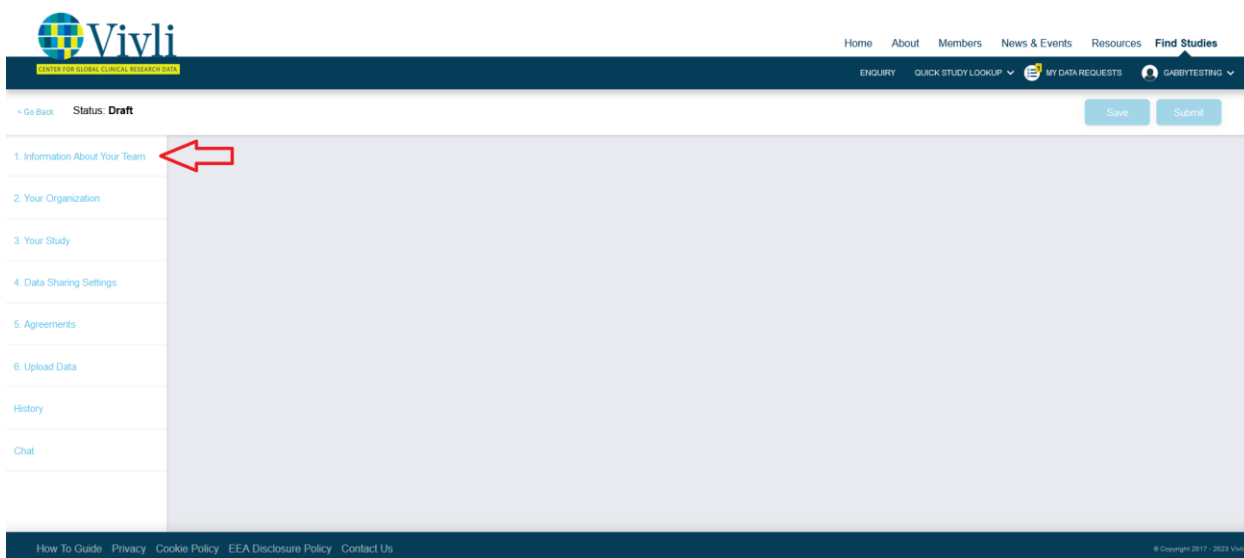 Vivli
CENTER FOR GLOBAL CLINICAL RESEARCH DATA
Home About Members News & Events Resources Find Studies
ENQUIRY QUICK STUDY LOOKUP 1 MY DATA REQUESTS GABBYTESTING
< Go Back Status: Draft Save Submit
1. Information About Your Team
2. Your Organization
3. Your Study
4. Data Sharing Settings
5. Agreements
6. Upload Data
History
Chat
How To Guide Privacy Cookie Policy EEA Disclosure Policy Contact Us
© Copyright 2017 - 2023 Vivli